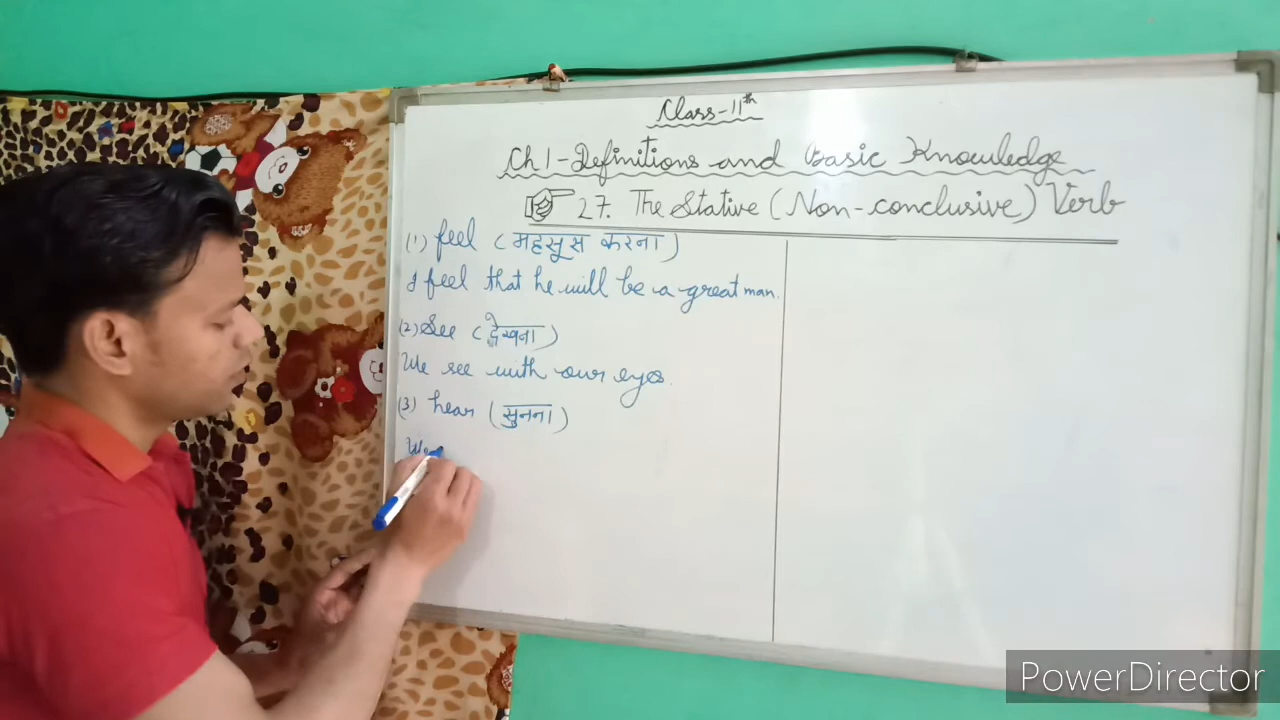 Class-11th
Ch 1-Definitions and Basic Knowledge
27. The Stative (Non-conclusive) Verb
(1) feel (महसूस करना)
I feel that he will be a great man.
(2) See (देखना)
We see with our eyes.
(3) hear (सुनना)
We
PowerDirector